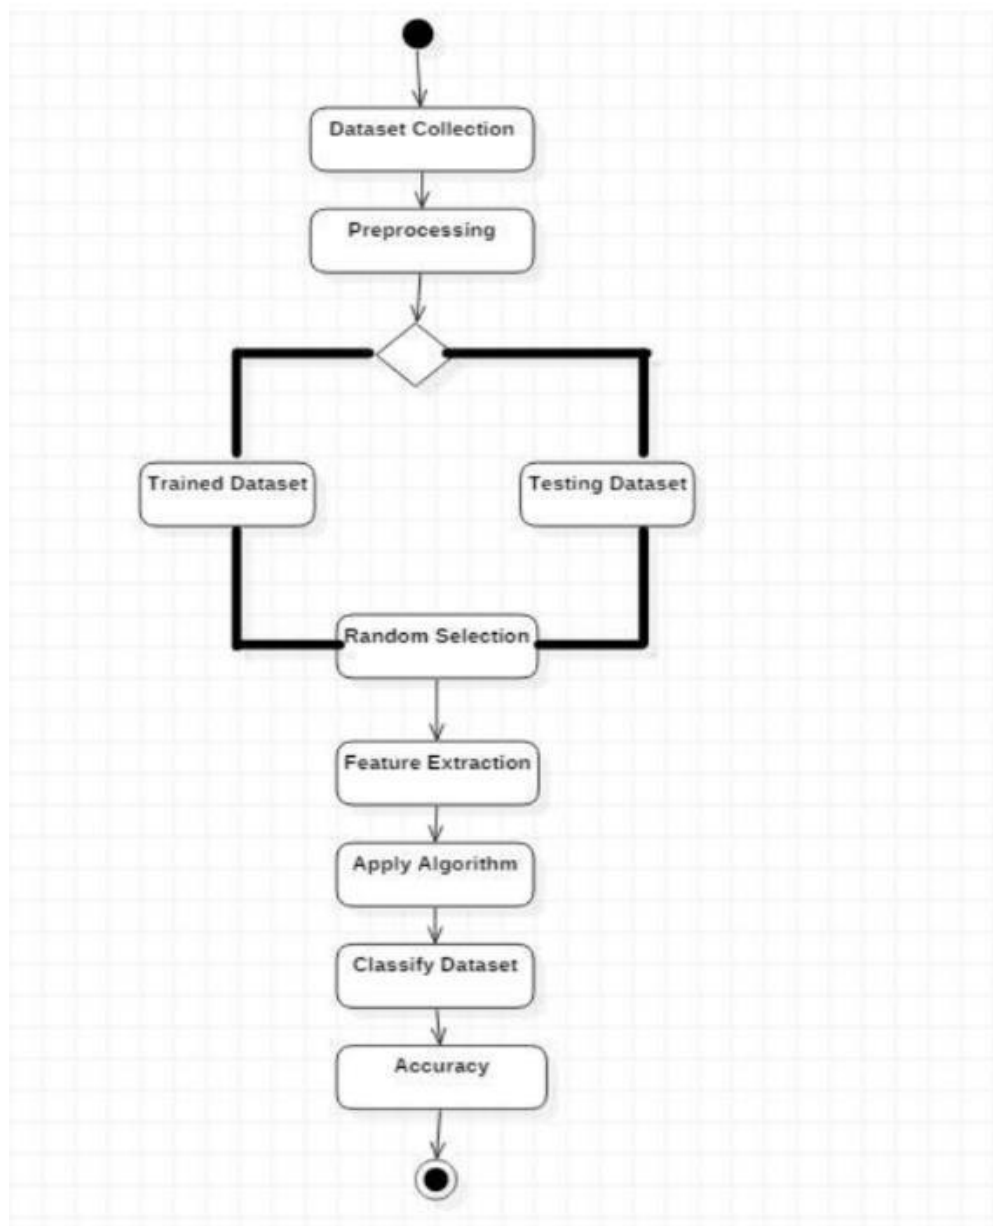 Dataset Collection
Preprocessing
Trained Dataset
Testing Dataset
Random Selection
Feature Extraction
Apply Algorithm
Classify Dataset
Accuracy